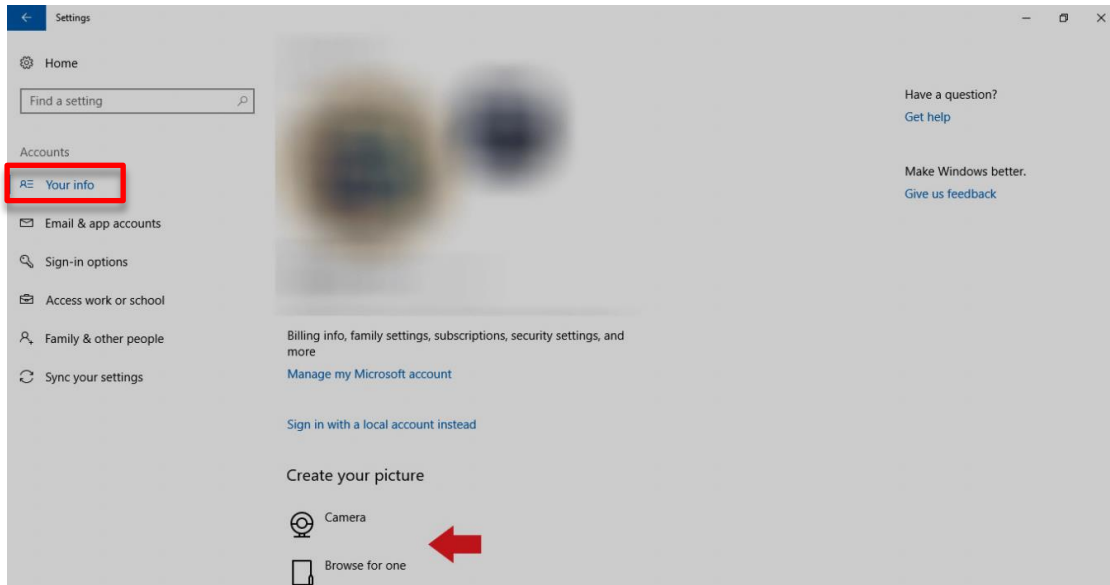 Settings
Home
Find a setting
Accounts
Your info
Email & app accounts
Sign-in options
Access work or school
Family & other people
Sync your settings
Billing info, family settings, subscriptions, security settings, and
more
Manage my Microsoft account
Sign in with a local account instead
Create your picture
Camera
Browse for one
Have a question?
Get help
Make Windows better.
Give us feedback